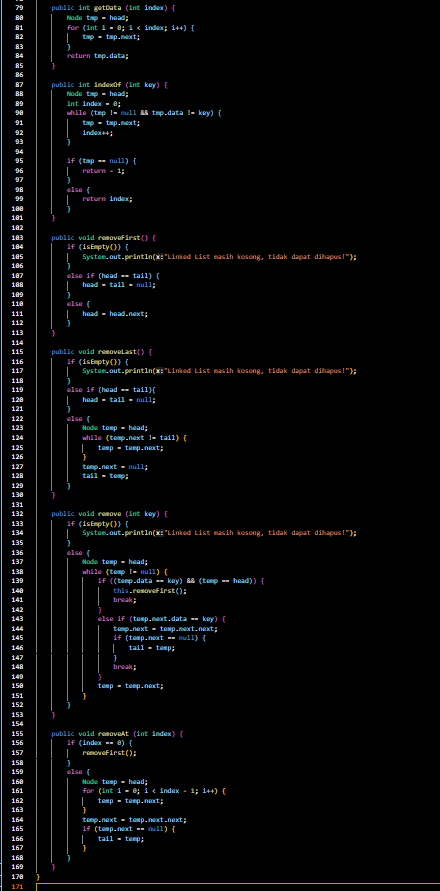 79 public int getData (int index) {
80 Node tmp = head;
81 for (int i = 0; i < index; i++) {
82 tmp = tmp.next;
83 }
84 return tmp.data;
85 }
86
87 public int indexOf (int key) {
88 Node tmp = head;
89 int index = 0;
90 while (tmp != null && tmp.data != key) {
91 tmp = tmp.next;
92 index++;
93 }
94
95 if (tmp == null) {
96 return - 1;
97 }
98 else {
99 return index;
100 }
101 }
102
103 public void removeFirst() {
104 if (isEmpty()) {
105 System.out.println(x:"Linked List masih kosong, tidak dapat dihapus!");
106 }
107 else if (head == tail) {
108 head = tail = null;
109 }
110 else {
111 head = head.next;
112 }
113 }
114
115 public void removeLast() {
116 if (isEmpty()) {
117 System.out.println(x:"Linked List masih kosong, tidak dapat dihapus!");
118 }
119 else if (head == tail){
120 head = tail = null;
121 }
122 else {
123 Node temp = head;
124 while (temp.next != tail) {
125 temp = temp.next;
126 }
127 temp.next = null;
128 tail = temp;
129 }
130 }
131
132 public void remove (int key) {
133 if (isEmpty()) {
134 System.out.println(x:"Linked List masih kosong, tidak dapat dihapus!");
135 }
136 else {
137 Node temp = head;
138 while (temp != null) {
139 if ((temp.data == key) && (temp == head)) {
140 this.removeFirst();
141 break;
142 }
143 else if (temp.next.data == key) {
144 temp.next = temp.next.next;
145 if (temp.next == null) {
146 tail = temp;
147 }
148 break;
149 }
150 temp = temp.next;
151 }
152 }
153 }
154
155 public void removeAt (int index) {
156 if (index == 0) {
157 removeFirst();
158 }
159 else {
160 Node temp = head;
161 for (int i = 0; i < index - 1; i++) {
162 temp = temp.next;
163 }
164 temp.next = temp.next.next;
165 if (temp.next == null) {
166 tail = temp;
167 }
168 }
169 }
170 }
171